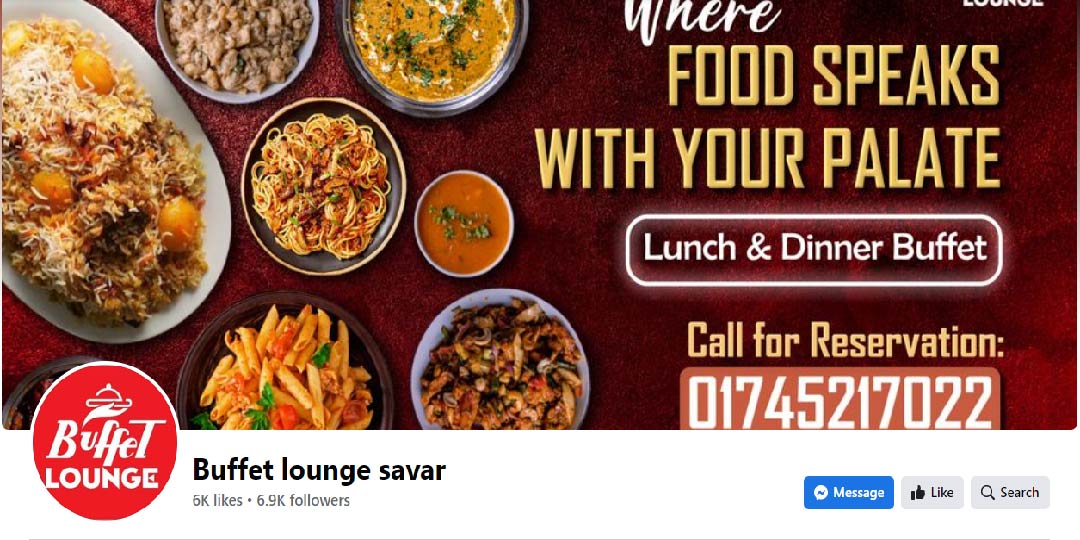 Where
LOUNGE
FOOD SPEAKS
WITH YOUR PALATE
Lunch & Dinner Buffet
Call for Reservation:
01745217022
BuffeT
LOUNGE
Buffet lounge savar
6K likes • 6.9K followers
Message
Like
Search